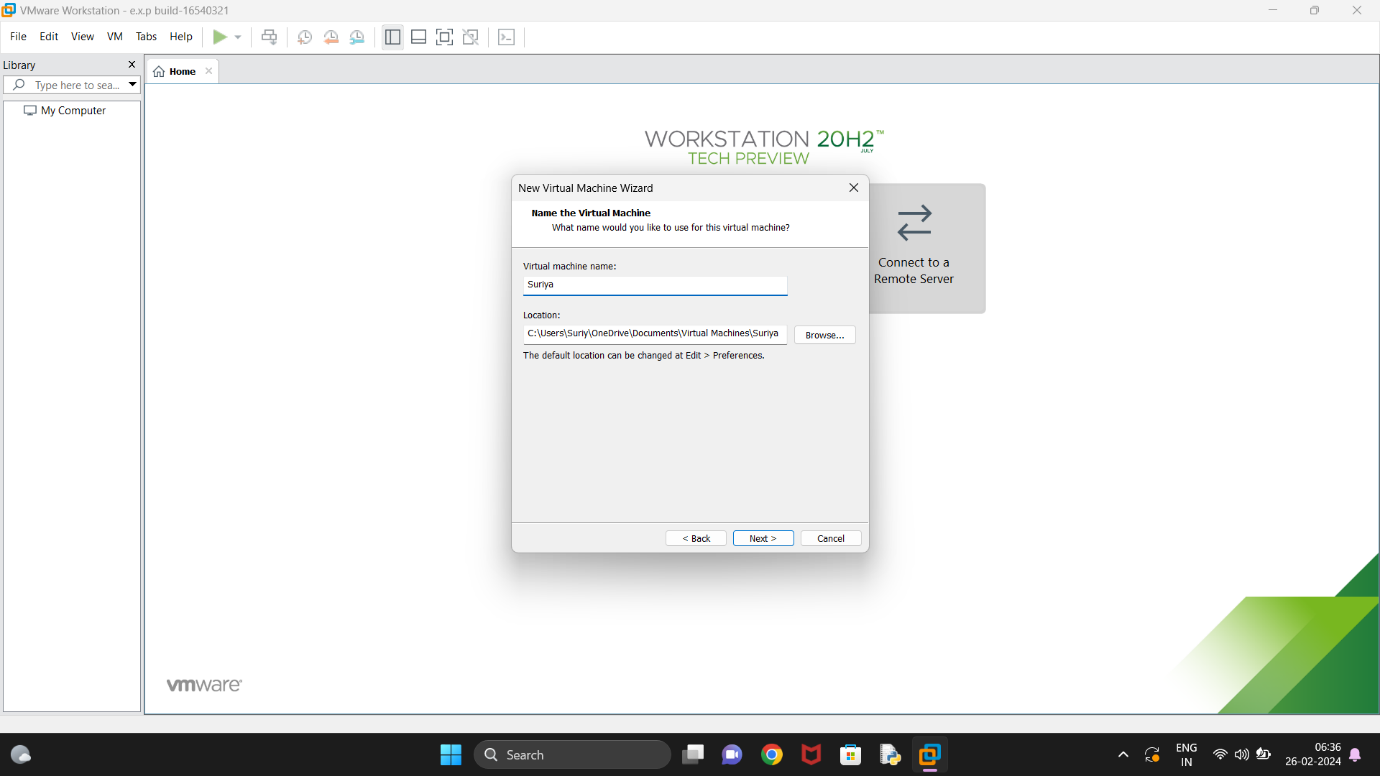 VMware Workstation - e.x.p build-16540321
File Edit View VM Tabs Help
Library
Type here to sea...
My Computer
Home
WORKSTATION 20H2™
JULY
TECH PREVIEW
New Virtual Machine Wizard
Name the Virtual Machine
What name would you like to use for this virtual machine?
Virtual machine name:
Suriya
Location:
C:\Users\Suriy\OneDrive\Documents\Virtual Machines\Suriya
Browse...
The default location can be changed at Edit > Preferences.
< Back Next > Cancel
Connect to a
Remote Server
vmware®
Search
ENG
IN
06:36
26-02-2024